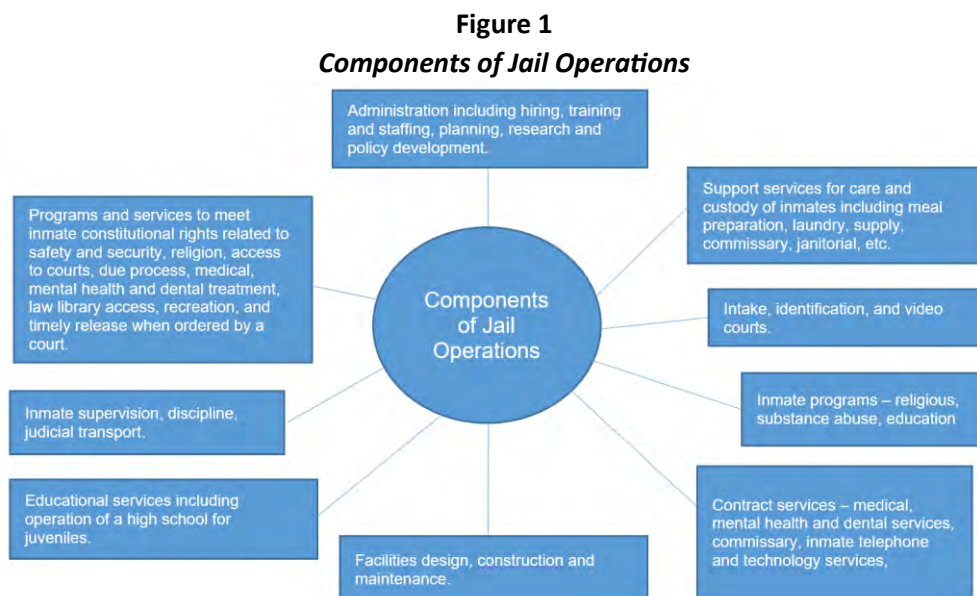 Figure 1
Components of Jail Operations
Administration including hiring, training
and staffing, planning, research and
policy development.
Support services for care and
custody of inmates including meal
preparation, laundry, supply,
commissary, janitorial, etc.
Programs and services to meet
inmate constitutional rights related to
safety and security, religion, access
to courts, due process, medical,
mental health and dental treatment,
law library access, recreation, and
timely release when ordered by a
court.
Components
of Jail
Operations
Intake, identification, and video
courts.
Inmate supervision, discipline,
judicial transport.
Inmate programs – religious,
substance abuse, education
Educational services including
operation of a high school for
juveniles.
Contract services – medical,
mental health and dental services,
commissary, inmate telephone
and technology services,
Facilities design, construction and
maintenance.